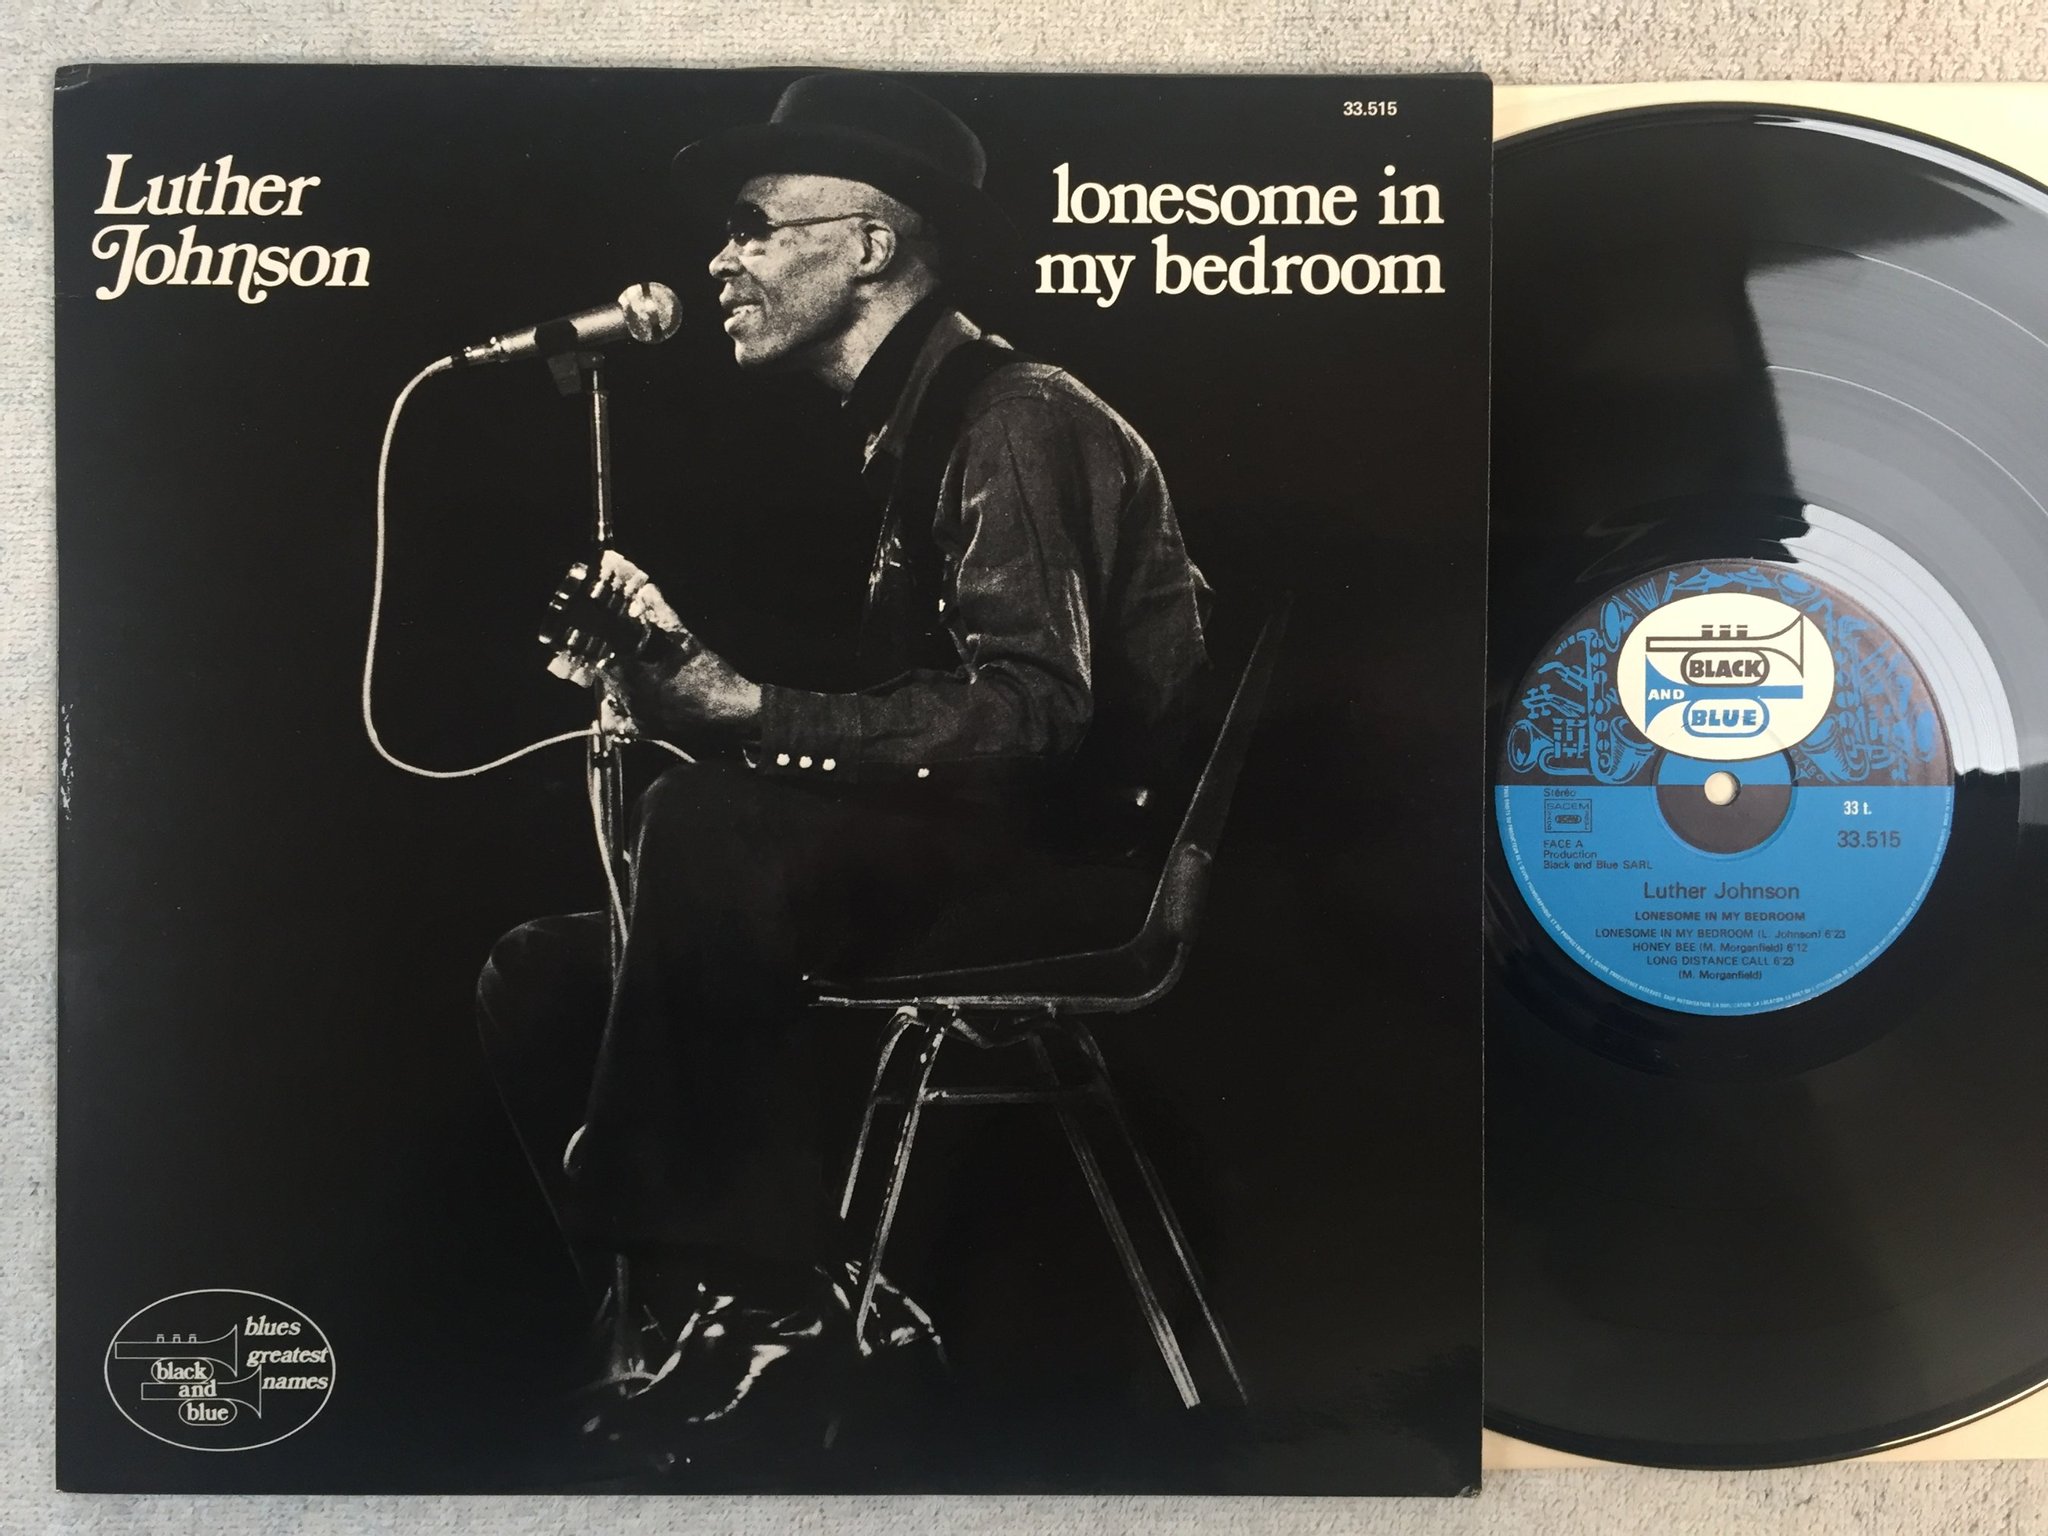 33.515
Luther
Johnson
lonesome in
my bedroom
black
and
blue
blues
greatest
names
BLACK
AND
BLUE
Stéréo
SACEM
FACE A
Production
Black and Blue SARL
33 t.
33.515
Luther Johnson
LONESOME IN MY BEDROOM
LONESOME IN MY BEDROOM (L. Johnson) 6'23
HONEY BEE (M. Morganfield) 6'12
LONG DISTANCE CALL 6'23
(M. Morganfield)